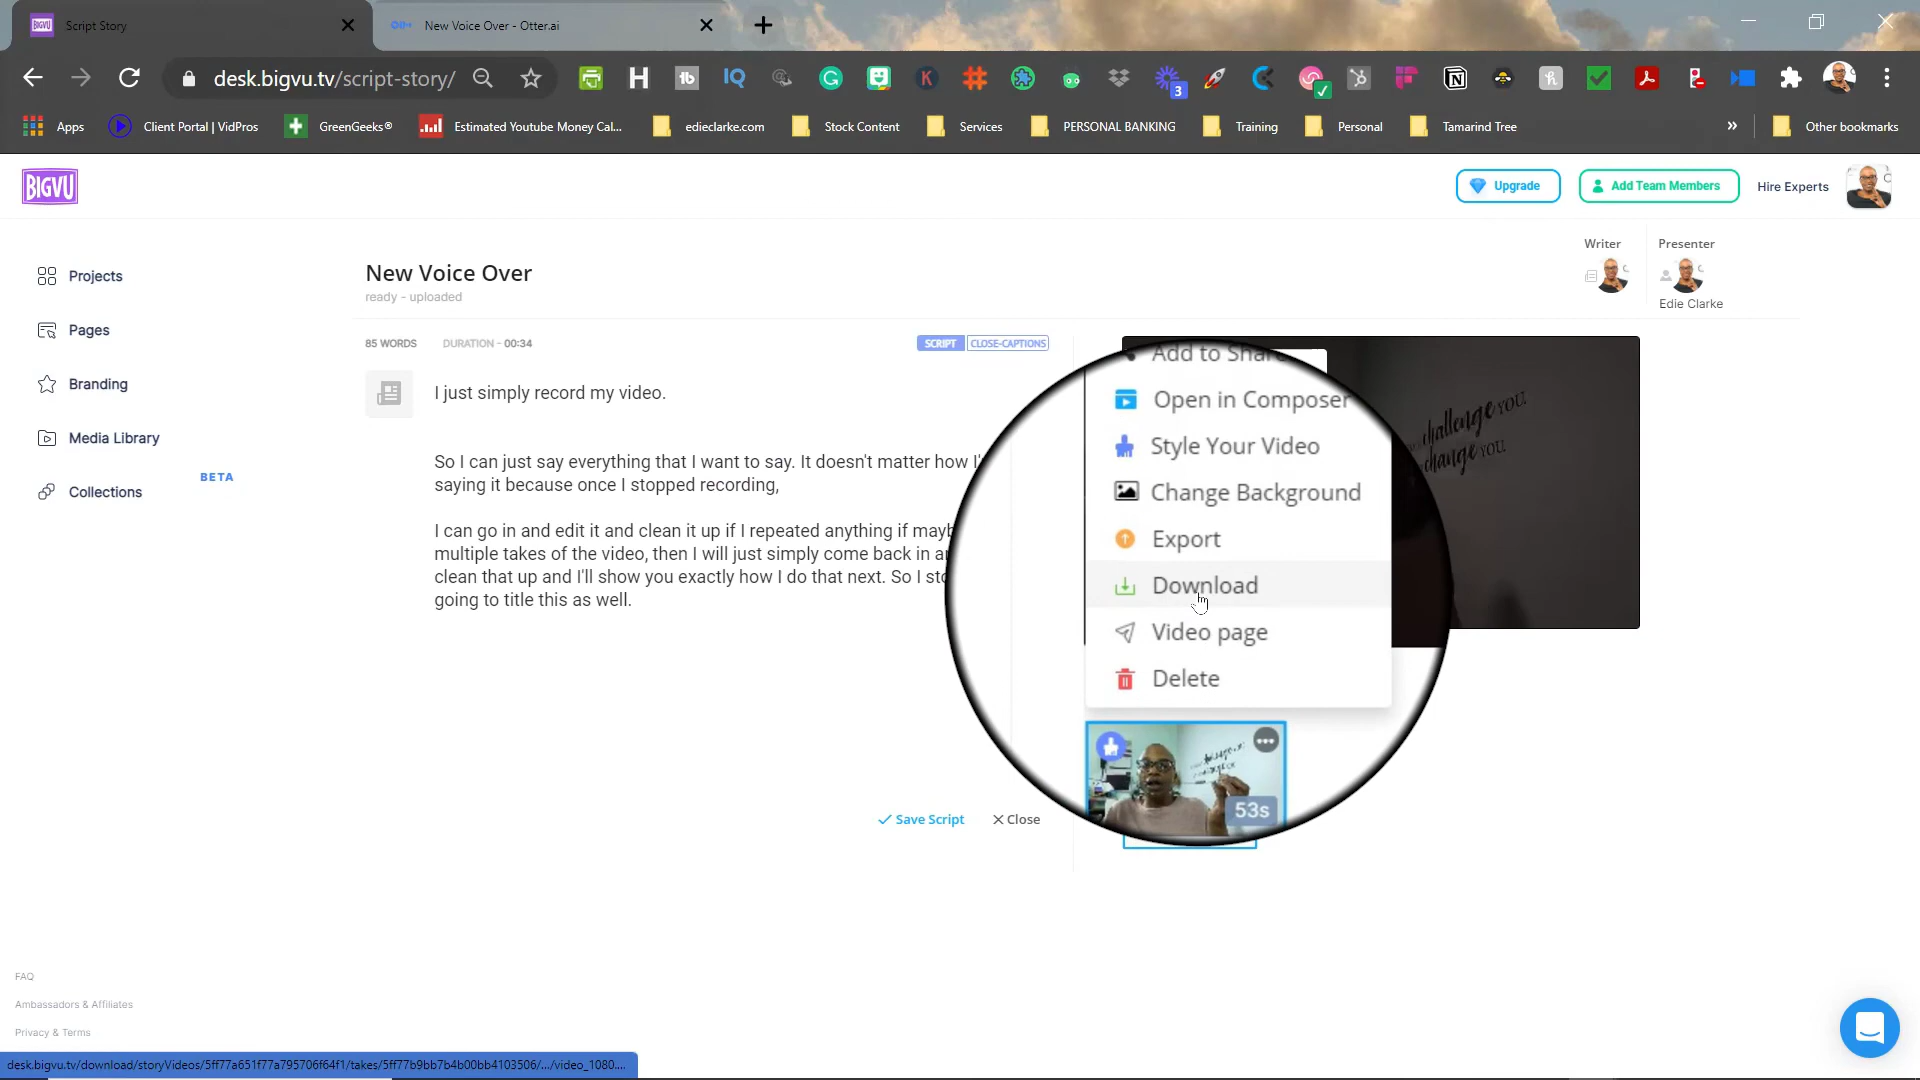 Script Story
New Voice Over - Otter.ai
desk.bigvu.tv/script-story/
3
Apps
Client Portal | VidPros
GreenGeeks®
Estimated Youtube Money Cal...
edieclarke.com
Stock Content
Services
PERSONAL BANKING
Training
Personal
Tamarind Tree
»
Other bookmarks
BIGVU
Upgrade
Add Team Members
Hire Experts
Projects
Pages
Branding
Media Library
BETA
Collections
New Voice Over
ready - uploaded
Writer
Presenter
Edie Clarke
85 WORDS
DURATION - 00:34
SCRIPT
CLOSE-CAPTIONS
I just simply record my video.
So I can just say everything that I want to say. It doesn't matter how I'
saying it because once I stopped recording,
I can go in and edit it and clean it up if I repeated anything if mayb
multiple takes of the video, then I will just simply come back in a
clean that up and I'll show you exactly how I do that next. So I sto
going to title this as well.
Save Script
Close
Add to Share
Open in Composer
Style Your Video
Change Background
Export
Download
Video page
Delete
53s
challenge YOU.
change YOU.
FAQ
Ambassadors & Affiliates
Privacy & Terms
desk.bigvu.tv/download/storyVideos/5ff77a651f77a795706f64f1/takes/5ff77b9bb7b4b00bb4103506/.../video_1080....